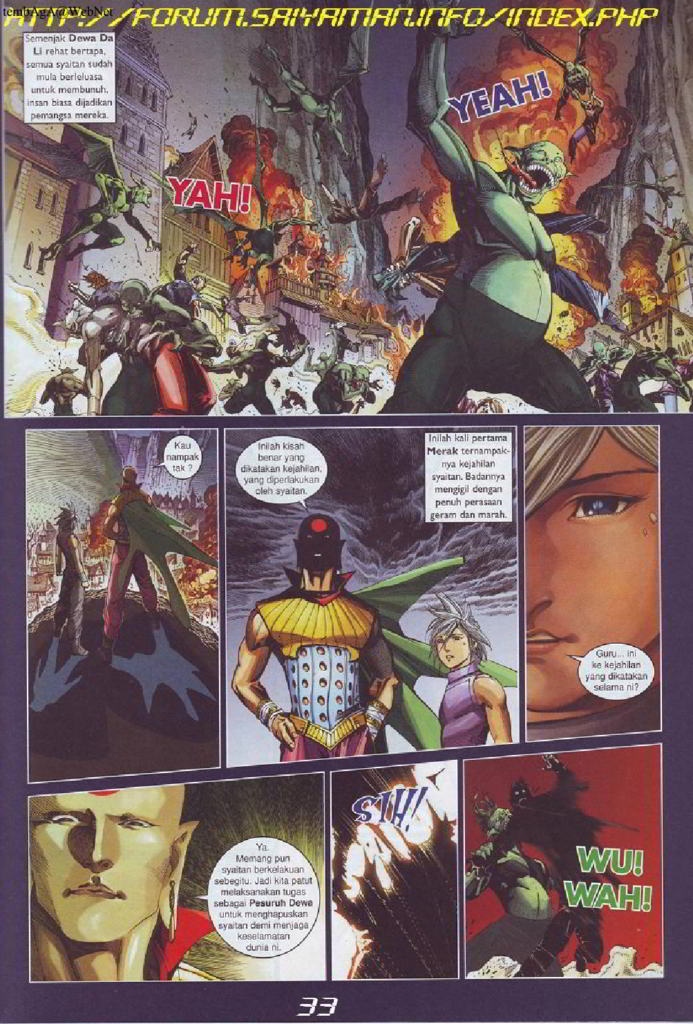 tembAgA@WebNet
HTTP://FORUM.SAIYAMAN.INFO/INDEX.PHP
Semenjak Dewa Da
Li rehat bertapa,
semua syaitan sudah
mula berleluasa
untuk membunuh,
insan biasa dijadikan
pemangsa mereka.
YEAH!
YAH!
Kau
nampak
tak ?
Inilah kisah
benar yang
dikatakan kejahilan,
yang diperlakukan
oleh syaitan.
Inilah kali pertama
Merak ternampak-
nya kejahilan
syaitan. Badannya
mengigil dengan
penuh perasaan
geram dan marah.
Guru... ini
ke kejahilan
yang dikatakan
selama ni?
Ya.
Memang pun
syaitan berkelakuan
sebegitu. Jadi kita patut
melaksanakan tugas
sebagai Pesuruh Dewa
untuk menghapuskan
syaitan demi menjaga
keselamatan
dunia ni.
SIH!
WU!
WAH!
33